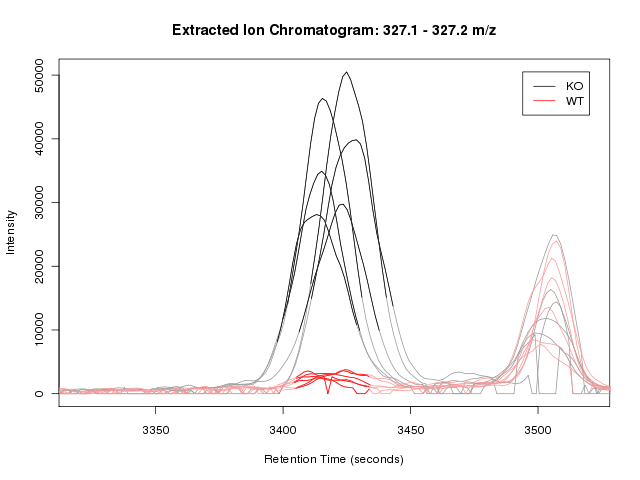 Extracted Ion Chromatogram: 327.1 - 327.2 m/z
KO
WT
Intensity
50000
40000
30000
20000
10000
0
3350 3400 3450 3500
Retention Time (seconds)